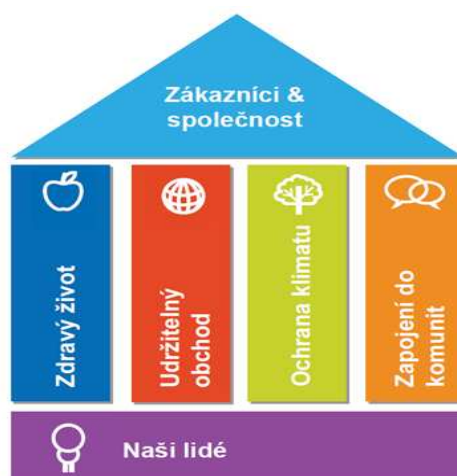 Zákazníci &
společnost
Zdravý život
Udržitelný
obchod
Ochrana klimatu
Zapojení do
komunit
Naši lidé